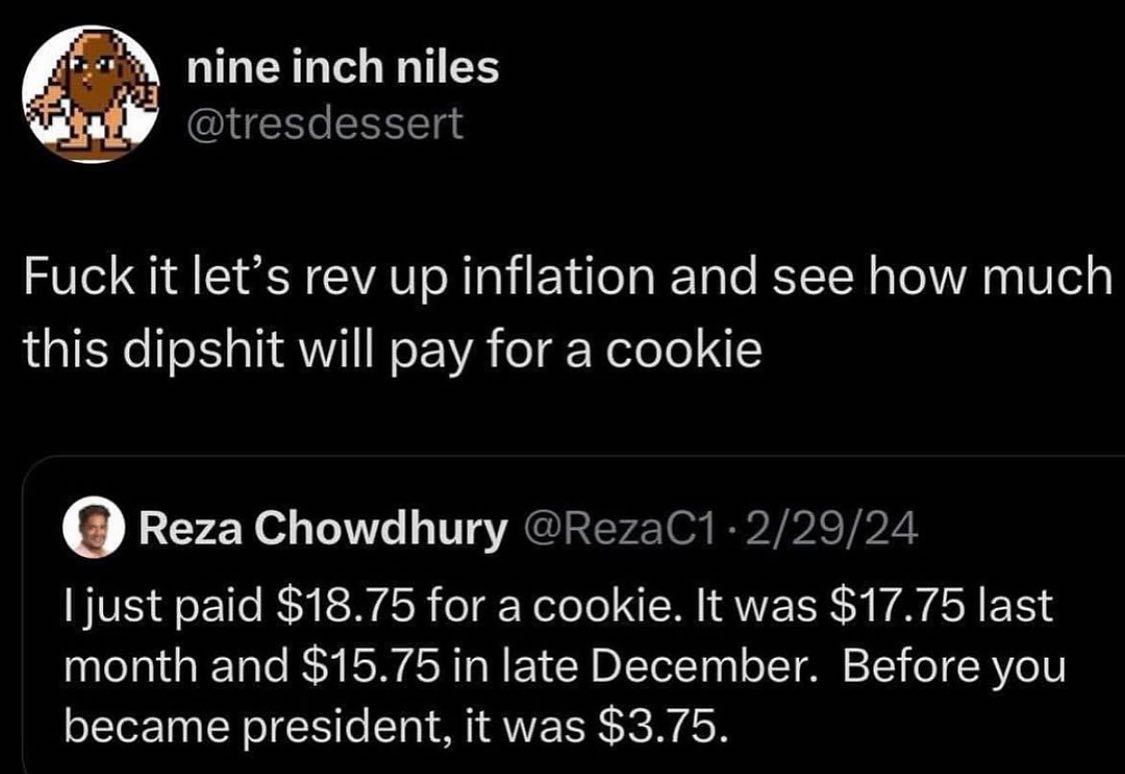 nine inch niles
@tresdessert
Fuck it let’s rev up inflation and see how much
this dipshit will pay for a cookie
Reza Chowdhury @RezaC1 · 2/29/24
I just paid $18.75 for a cookie. It was $17.75 last
month and $15.75 in late December.  Before you
became president, it was $3.75.